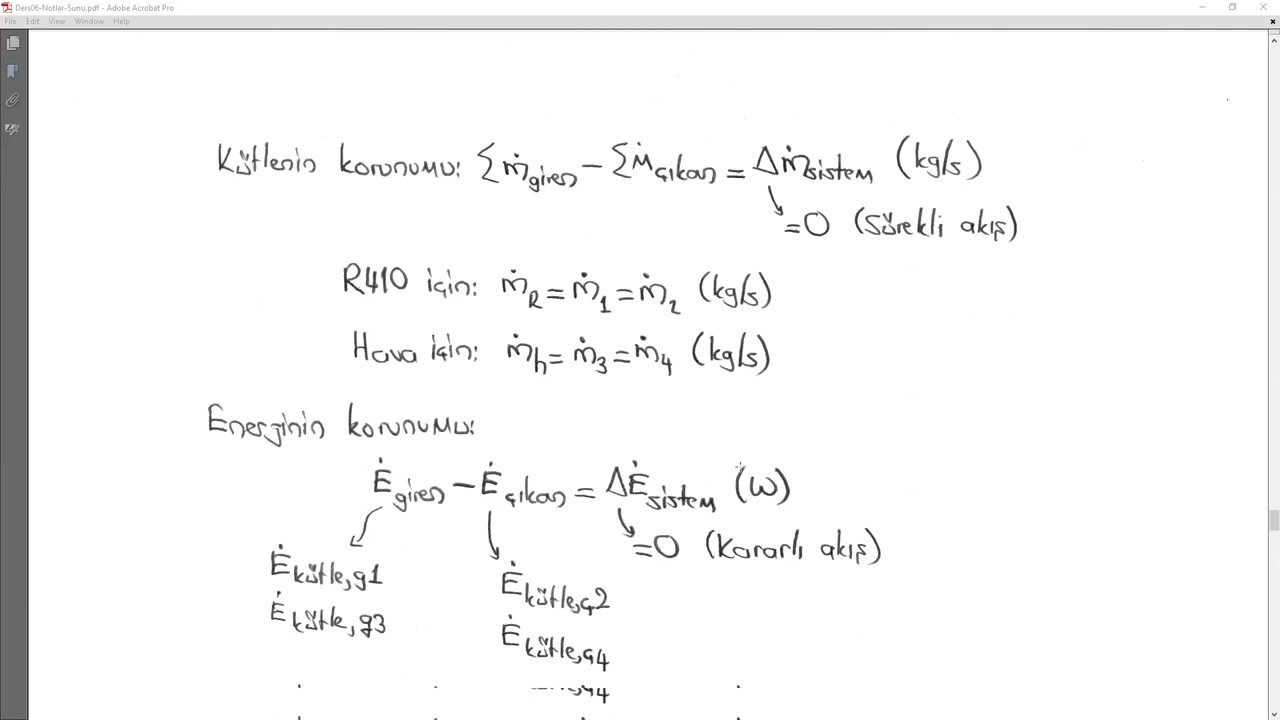 Ders06-Notlar-Sunu.pdf - Adobe Acrobat Pro
File Edit View Window Help
Kütlenin korunumu: Σṁgiren − Σṁçıkan = Δṁsistem (kg/s)
=0 (Sürekli akış)
R410 için: ṁR = ṁ1 = ṁ2 (kg/s)
Hava için: ṁh = ṁ3 = ṁ4 (kg/s)
Enerjinin korunumu:
Ėgiren − Ėçıkan = ΔĖsistem (W)
=0 (Kararlı akış)
Ėkütle,g1
Ėkütle,ç2
Ėkütle,g3
Ėkütle,ç4